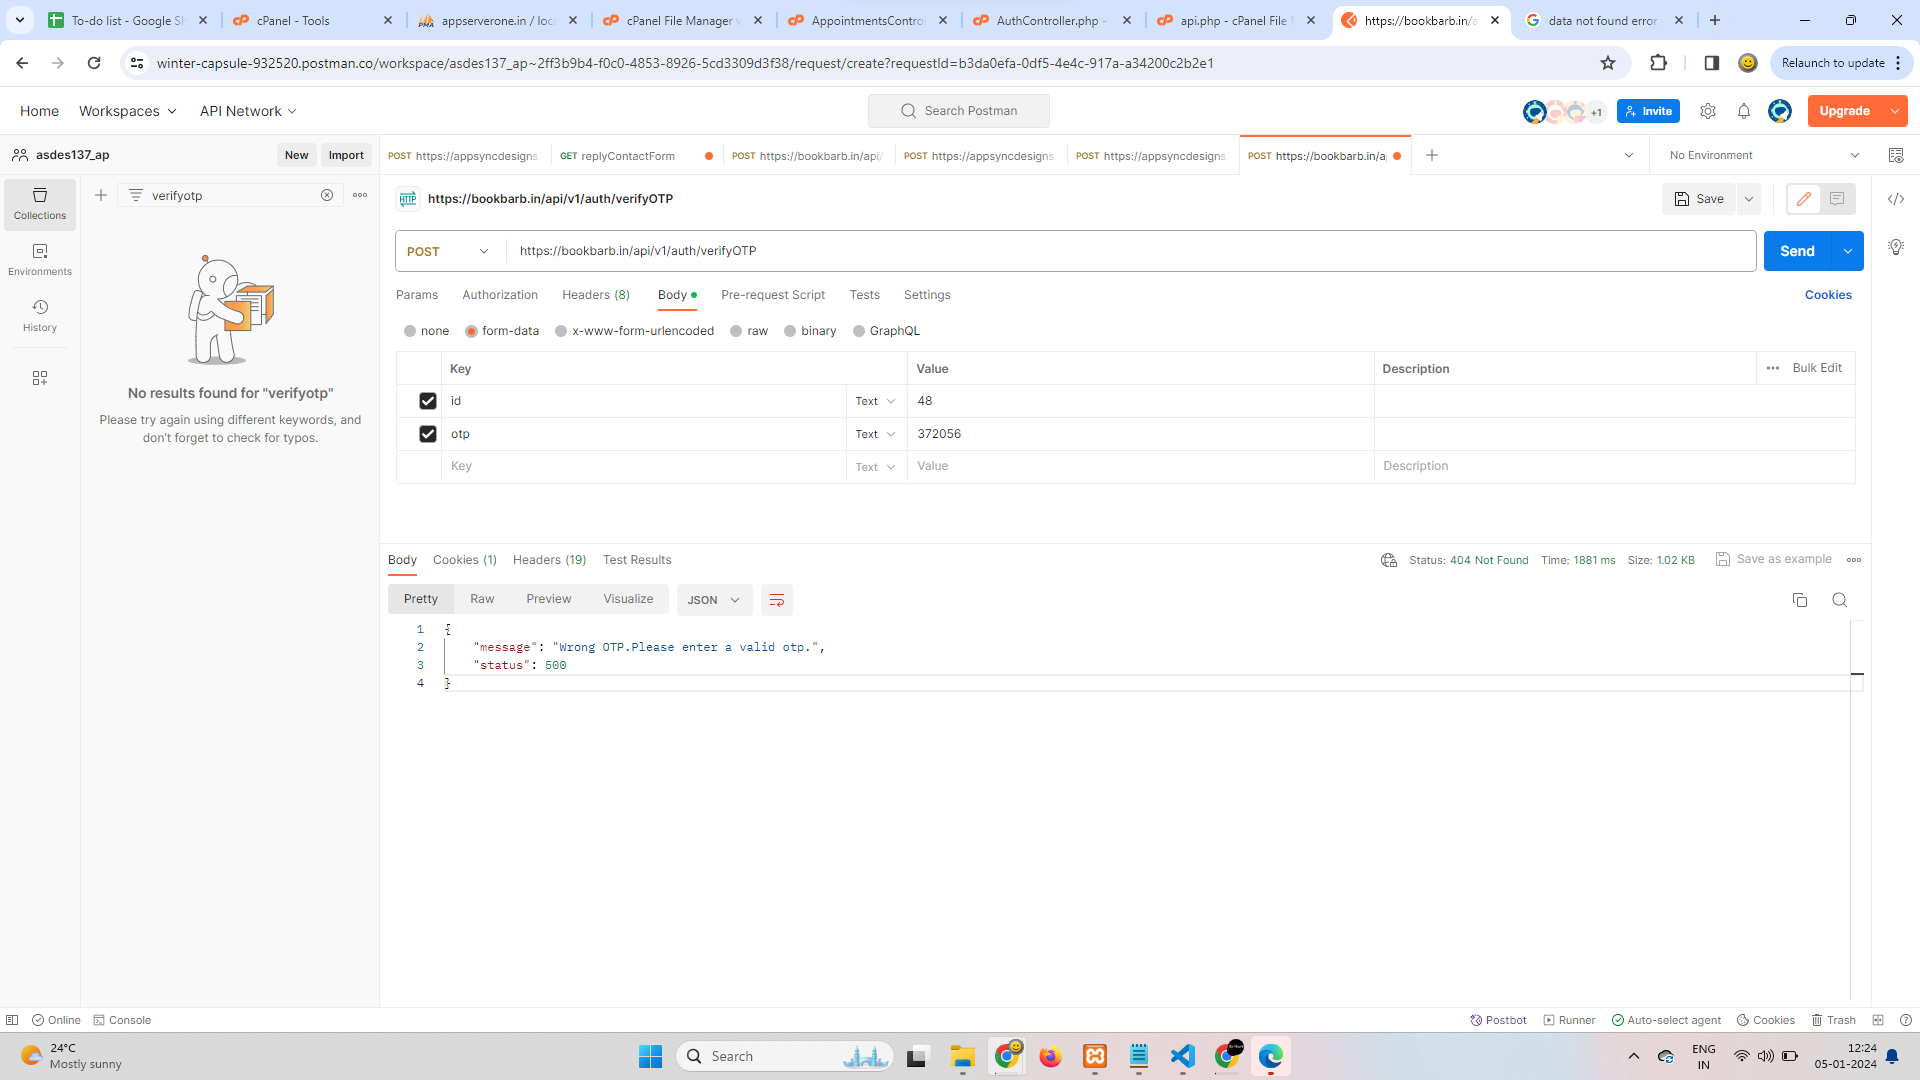 To-do list - Google Sh
cPanel - Tools
appserverone.in / loca
cPanel File Manager v
AppointmentsControl
AuthController.php -
api.php - cPanel File M
https://bookbarb.in/a
data not found error
winter-capsule-932520.postman.co/workspace/asdes137_ap~2ff3b9b4-f0c0-4853-8926-5cd3309d3f38/request/create?requestId=b3da0efa-0df5-4e4c-917a-a34200c2b2e1
Relaunch to update
Home
Workspaces
API Network
Search Postman
+1
Invite
Upgrade
asdes137_ap
New
Import
POST https://appsyncdesigns.
GET replyContactForm
POST https://bookbarb.in/api/
POST https://appsyncdesigns.
POST https://appsyncdesigns.
POST https://bookbarb.in/a
No Environment
Collections
verifyotp
HTTP
https://bookbarb.in/api/v1/auth/verifyOTP
Save
POST
https://bookbarb.in/api/v1/auth/verifyOTP
Send
Environments
Params
Authorization
Headers (8)
Body
Pre-request Script
Tests
Settings
Cookies
History
none
form-data
x-www-form-urlencoded
raw
binary
GraphQL
Key
Value
Description
Bulk Edit
id
Text
48
otp
Text
372056
Key
Text
Value
Description
No results found for "verifyotp"
Please try again using different keywords, and
don't forget to check for typos.
Body
Cookies (1)
Headers (19)
Test Results
Status: 404 Not Found
Time: 1881 ms
Size: 1.02 KB
Save as example
Pretty
Raw
Preview
Visualize
JSON
1 {
2 "message": "Wrong OTP.Please enter a valid otp.",
3 "status": 500
4 }
Online
Console
Postbot
Runner
Auto-select agent
Cookies
Trash
24°C
Mostly sunny
Search
ENG
IN
12:24
05-01-2024